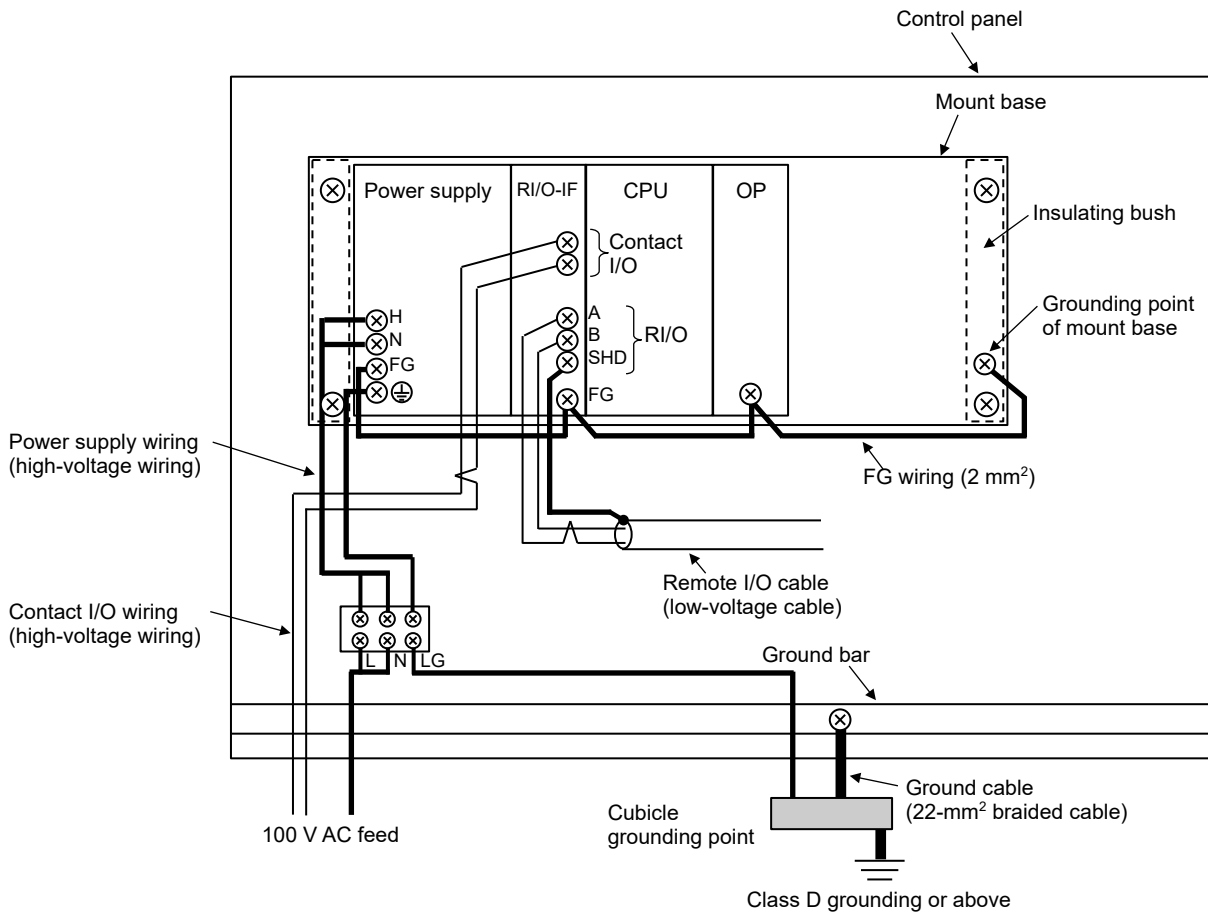 Control panel
Mount base
Power supply
RI/O-IF
CPU
OP
Insulating bush
Contact
I/O
Grounding point
of mount base
H
N
FG
A
B
SHD
RI/O
FG
Power supply wiring
(high-voltage wiring)
FG wiring (2 mm²)
Remote I/O cable
(low-voltage cable)
Contact I/O wiring
(high-voltage wiring)
L
N
LG
Ground bar
Ground cable
(22-mm² braided cable)
Cubicle
grounding point
100 V AC feed
Class D grounding or above